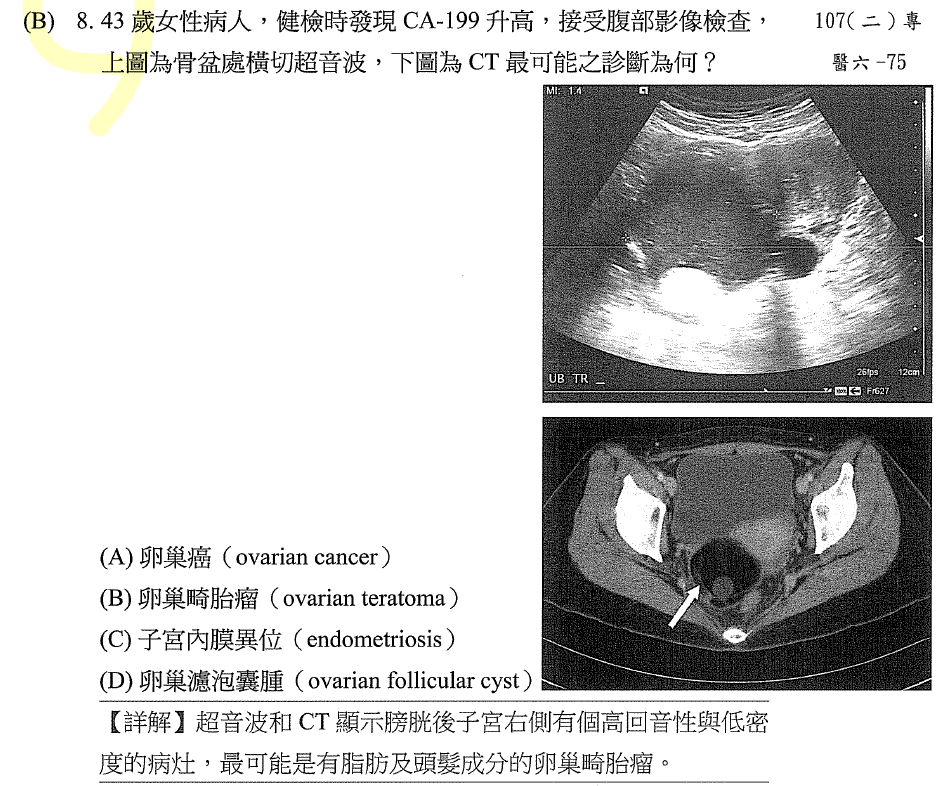 (B) 8. 43 歲女性病人，健檢時發現 CA-199 升高，接受腹部影像檢查， 107(二)專
上圖為骨盆處橫切超音波，下圖為 CT 最可能之診斷為何？ 醫六-75
MI: 1.4
UB TR _
26fps 12cm
Fr627
(A) 卵巢癌（ovarian cancer）
(B) 卵巢畸胎瘤（ovarian teratoma）
(C) 子宮內膜異位（endometriosis）
(D) 卵巢濾泡囊腫（ovarian follicular cyst）
【詳解】超音波和 CT 顯示膀胱後子宮右側有個高回音性與低密
度的病灶，最可能是有脂肪及頭髮成分的卵巢畸胎瘤。